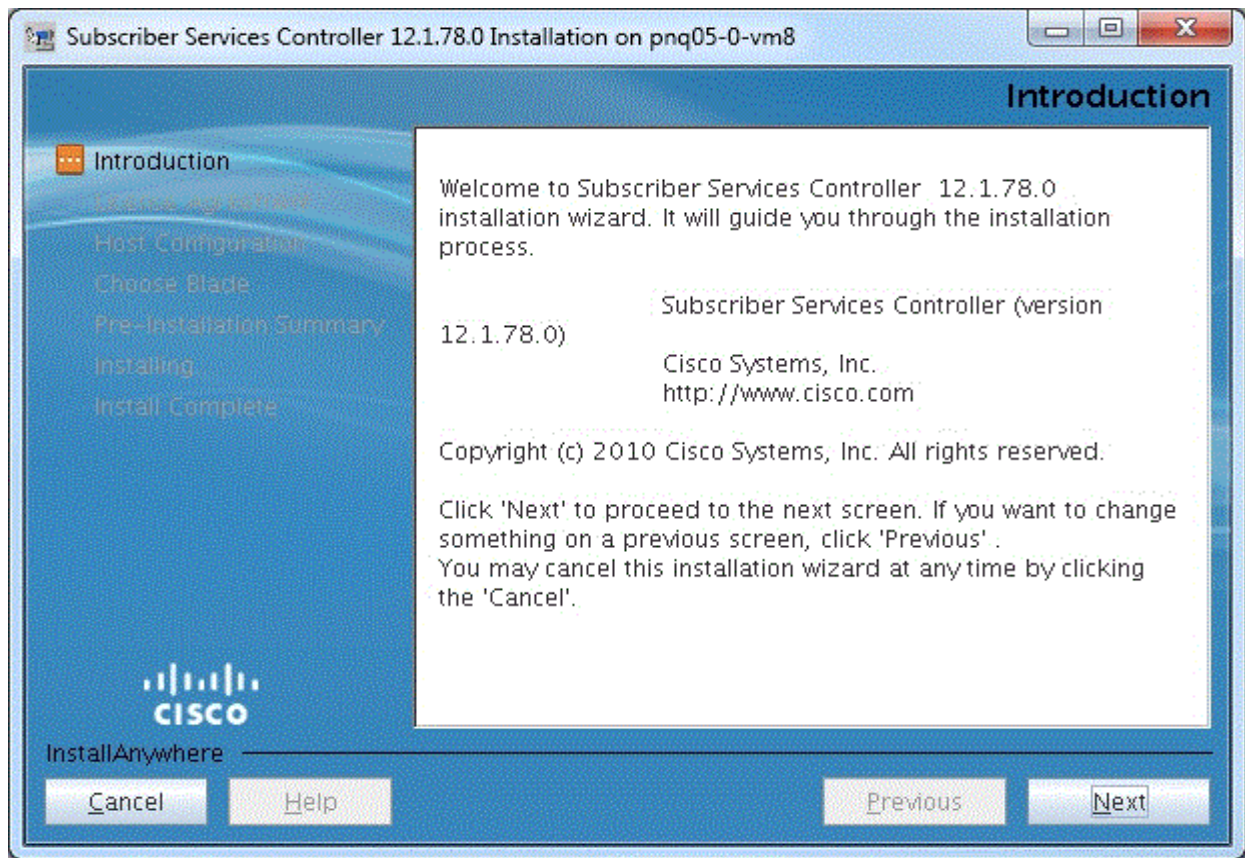 Subscriber Services Controller 12.1.78.0 Installation on pnq05-0-vm8
Introduction
Introduction
License Agreement
Host Configuration
Choose Blade
Pre-Installation Summary
Installing...
Install Complete
Welcome to Subscriber Services Controller 12.1.78.0
installation wizard. It will guide you through the installation
process.
Subscriber Services Controller (version
12.1.78.0)
Cisco Systems, Inc.
http://www.cisco.com
Copyright (c) 2010 Cisco Systems, Inc. All rights reserved.
Click 'Next' to proceed to the next screen. If you want to change
something on a previous screen, click 'Previous' .
You may cancel this installation wizard at any time by clicking
the 'Cancel'.
CISCO
InstallAnywhere
Cancel
Help
Previous
Next